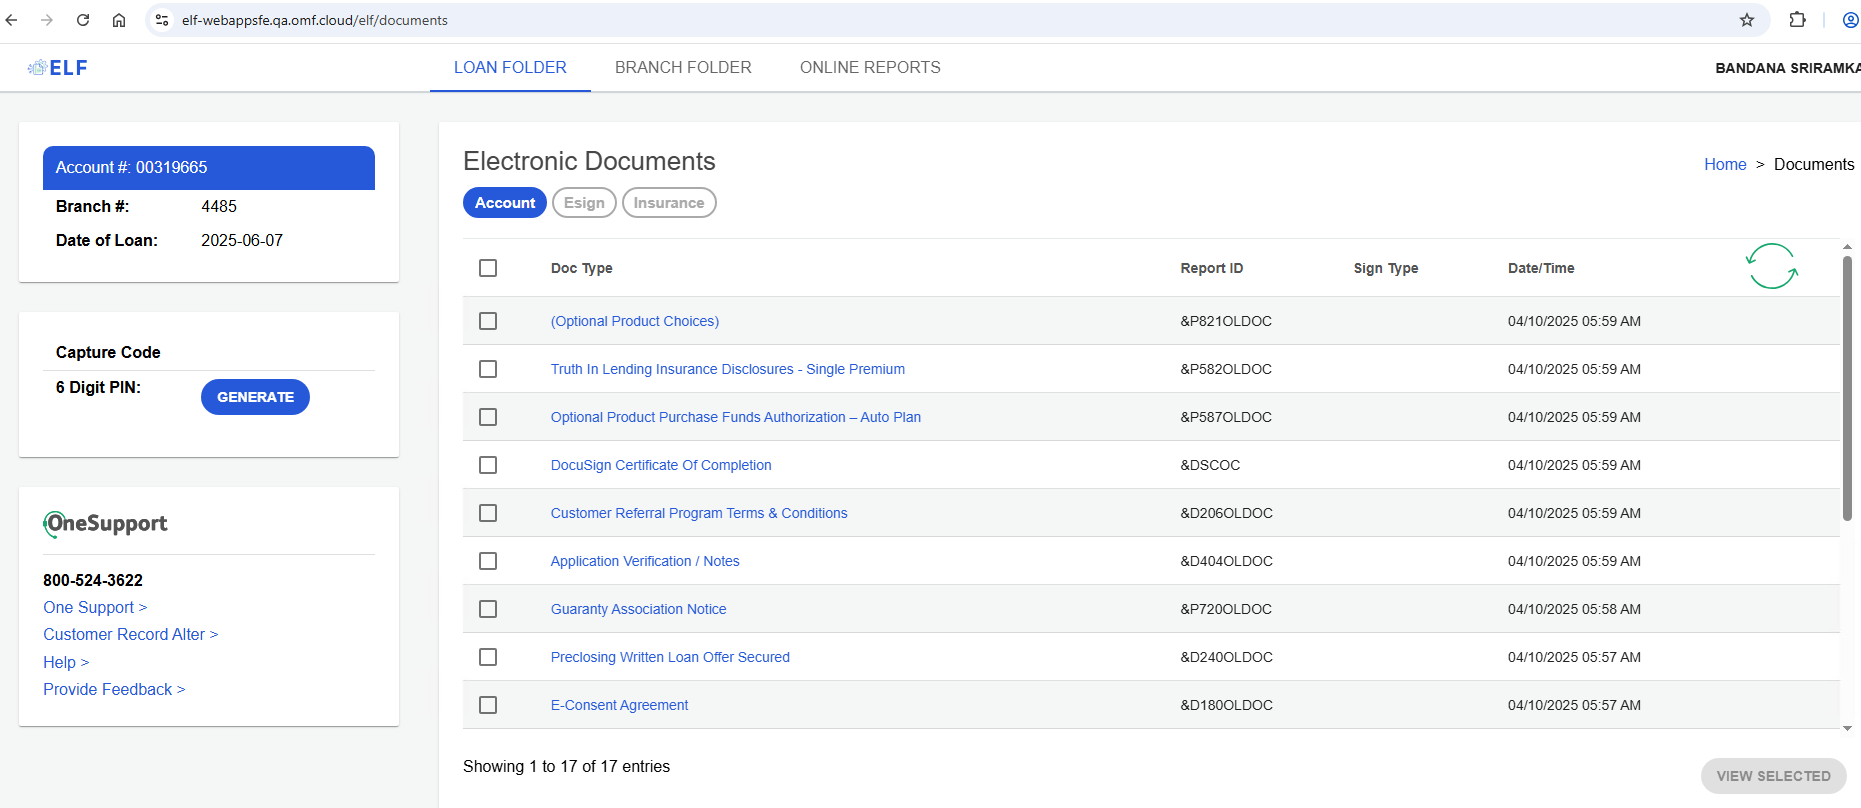 elf-webappsfe.qa.omf.cloud/elf/documents
ELF
LOAN FOLDER
BRANCH FOLDER
ONLINE REPORTS
BANDANA SRIRAMKA
Account #: 00319665
Branch #: 4485
Date of Loan: 2025-06-07
Capture Code
6 Digit PIN:
GENERATE
OneSupport
800-524-3622
One Support >
Customer Record Alter >
Help >
Provide Feedback >
Electronic Documents
Home > Documents
Account
Esign
Insurance
Doc Type Report ID Sign Type Date/Time
(Optional Product Choices) &P821OLDOC 04/10/2025 05:59 AM
Truth In Lending Insurance Disclosures - Single Premium &P582OLDOC 04/10/2025 05:59 AM
Optional Product Purchase Funds Authorization – Auto Plan &P587OLDOC 04/10/2025 05:59 AM
DocuSign Certificate Of Completion &DSCOC 04/10/2025 05:59 AM
Customer Referral Program Terms & Conditions &D206OLDOC 04/10/2025 05:59 AM
Application Verification / Notes &D404OLDOC 04/10/2025 05:59 AM
Guaranty Association Notice &P720OLDOC 04/10/2025 05:58 AM
Preclosing Written Loan Offer Secured &D240OLDOC 04/10/2025 05:57 AM
E-Consent Agreement &D180OLDOC 04/10/2025 05:57 AM
Showing 1 to 17 of 17 entries
VIEW SELECTED